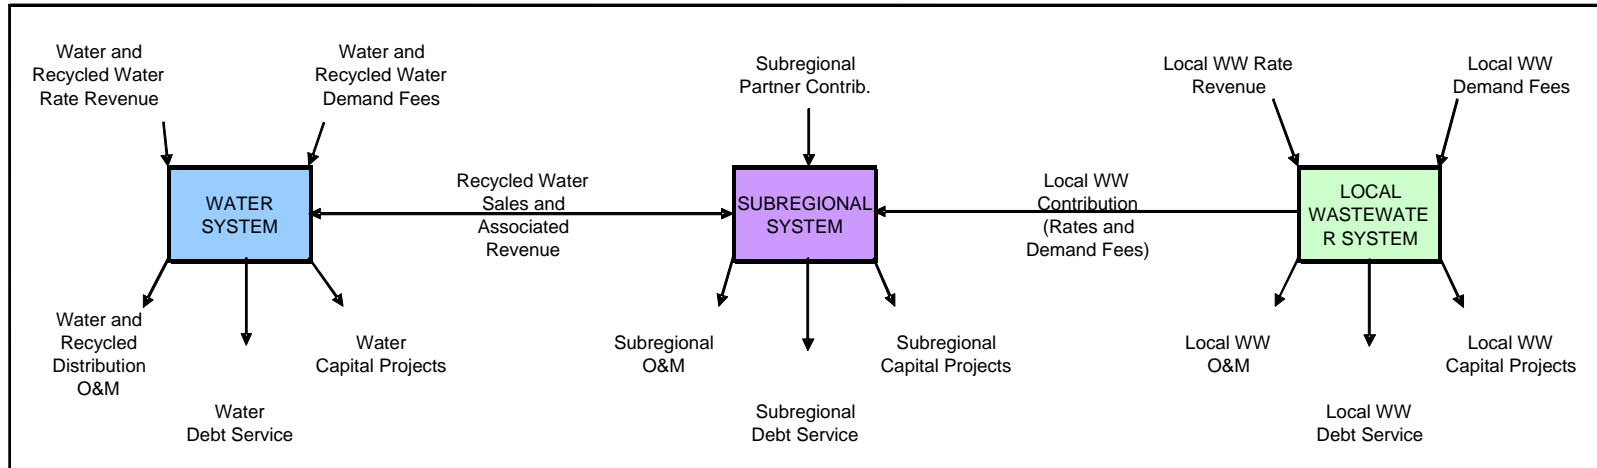 Water and
Recycled Water
Rate Revenue
Water and
Recycled Water
Demand Fees
Subregional
Partner Contrib.
Local WW Rate
Revenue
Local WW
Demand Fees
WATER
SYSTEM
Recycled Water
Sales and
Associated
Revenue
SUBREGIONAL
SYSTEM
Local WW
Contribution
(Rates and
Demand Fees)
LOCAL
WASTEWATE
R SYSTEM
Water and
Recycled
Distribution
O&M
Water
Capital Projects
Subregional
O&M
Subregional
Capital Projects
Local WW
O&M
Local WW
Capital Projects
Water
Debt Service
Subregional
Debt Service
Local WW
Debt Service